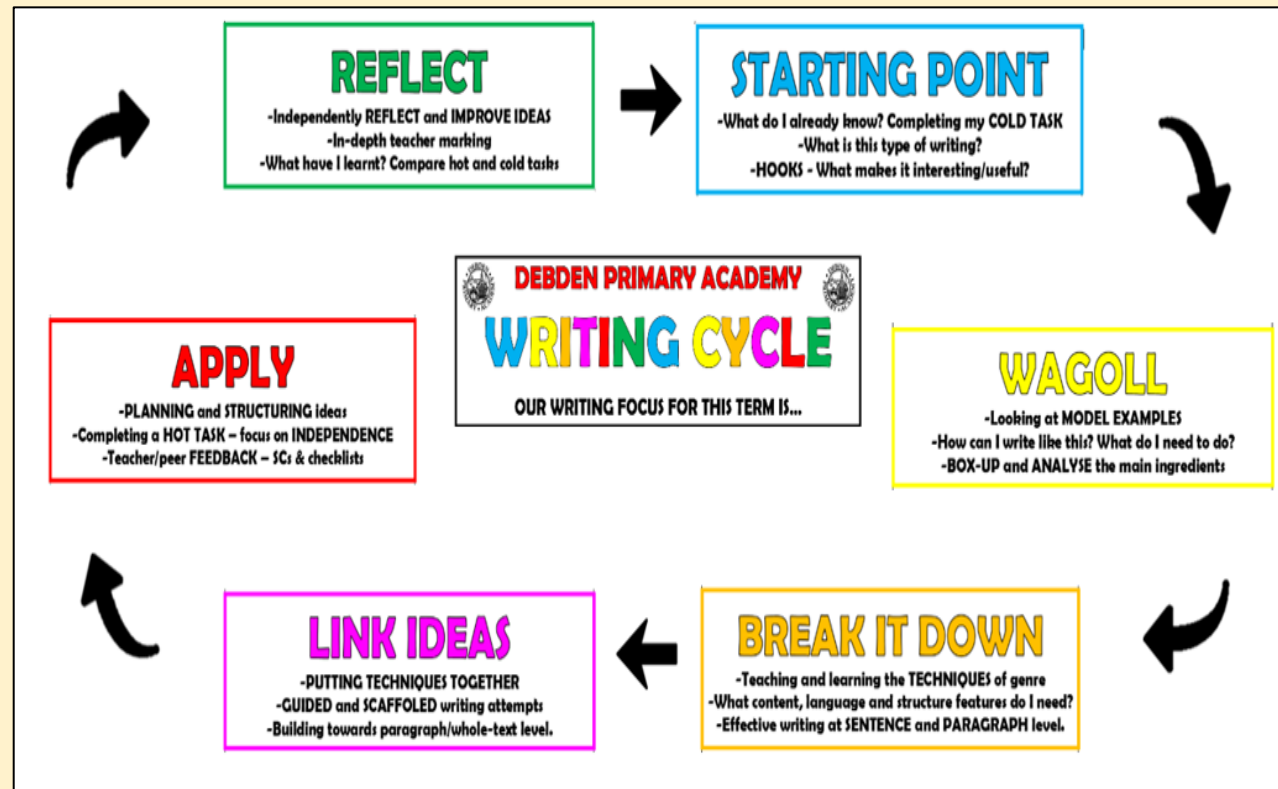 REFLECT
-Independently REFLECT and IMPROVE IDEAS
-In-depth teacher marking
-What have I learnt? Compare hot and cold tasks
STARTING POINT
-What do I already know? Completing my COLD TASK
-What is this type of writing?
-HOOKS - What makes it interesting/useful?
DEBDEN PRIMARY ACADEMY
WRITING CYCLE
OUR WRITING FOCUS FOR THIS TERM IS...
APPLY
-PLANNING and STRUCTURING ideas
-Completing a HOT TASK – focus on INDEPENDENCE
-Teacher/peer FEEDBACK – SCs & checklists
WAGOLL
-Looking at MODEL EXAMPLES
-How can I write like this? What do I need to do?
-BOX-UP and ANALYSE the main ingredients
LINK IDEAS
-PUTTING TECHNIQUES TOGETHER
-GUIDED and SCAFFOLED writing attempts
-Building towards paragraph/whole-text level.
BREAK IT DOWN
-Teaching and learning the TECHNIQUES of genre
-What content, language and structure features do I need?
-Effective writing at SENTENCE and PARAGRAPH level.